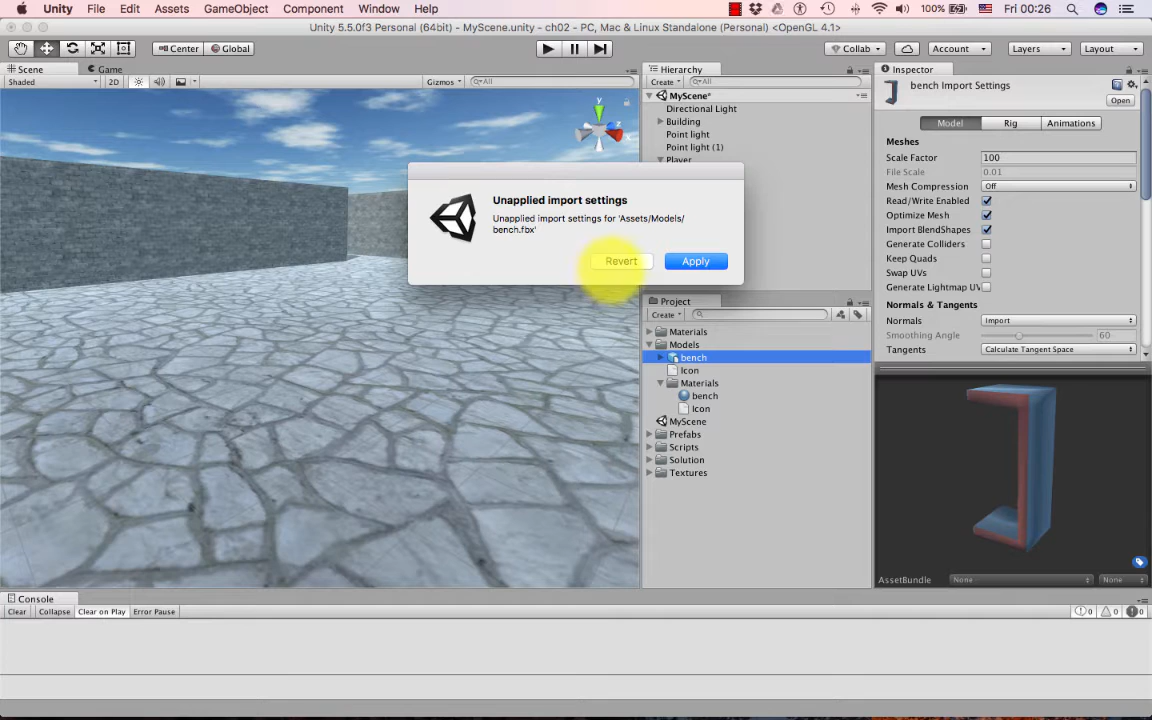 Unity File Edit Assets GameObject Component Window Help 100% Fri 00:26
Unity 5.5.0f3 Personal (64bit) - MyScene.unity - ch02 - PC, Mac & Linux Standalone (Personal) <OpenGL 4.1>
Center Global Collab Account Layers Layout
Scene Game
Shaded 2D Gizmos All
y
Hierarchy
Create All
MyScene*
Directional Light
Building
Point light
Point light (1)
Player
Unapplied import settings
Unapplied import settings for 'Assets/Models/
bench.fbx'
Revert Apply
Project
Create
Materials
Models
bench
Icon
Materials
bench
Icon
MyScene
Prefabs
Scripts
Solution
Textures
Inspector
bench Import Settings
Open
Model Rig Animations
Meshes
Scale Factor 100
File Scale 0.01
Mesh Compression Off
Read/Write Enabled
Optimize Mesh
Import BlendShapes
Generate Colliders
Keep Quads
Swap UVs
Generate Lightmap UV
Normals & Tangents
Normals Import
Smoothing Angle 60
Tangents Calculate Tangent Space
AssetBundle None None
Console
Clear Collapse Clear on Play Error Pause 0 0 0